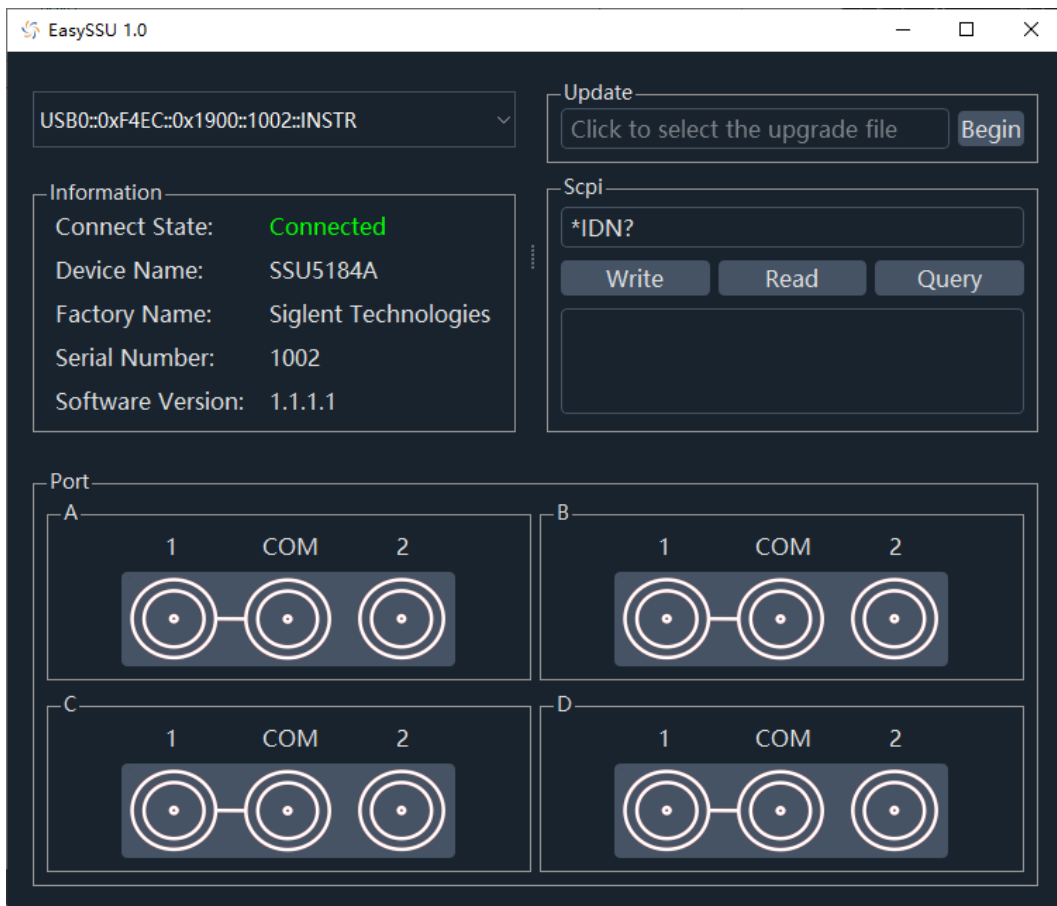 EasySSU 1.0
USB0::0xF4EC::0x1900::1002::INSTR
Update
Click to select the upgrade file
Begin
Information
Connect State: Connected
Device Name: SSU5184A
Factory Name: Siglent Technologies
Serial Number: 1002
Software Version: 1.1.1.1
Scpi
*IDN?
Write Read Query
Port
A
1 COM 2
B
1 COM 2
C
1 COM 2
D
1 COM 2